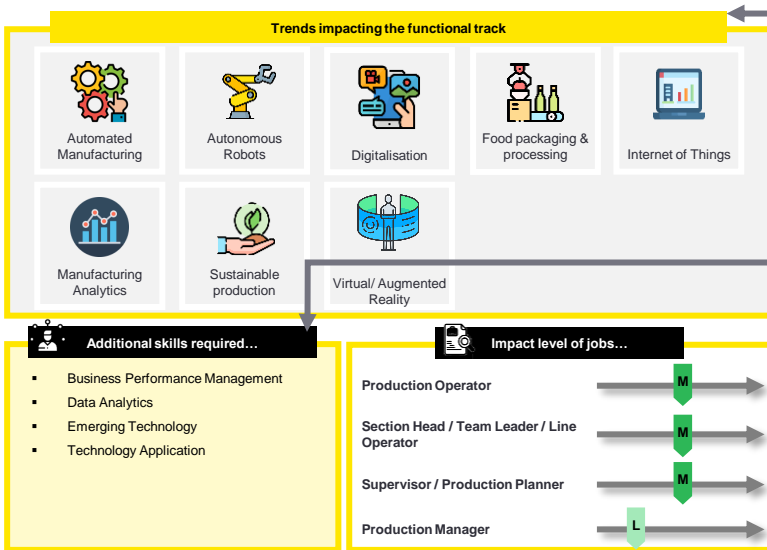 Trends impacting the functional track
Automated
Manufacturing
Autonomous
Robots
Digitalisation
Food packaging &
processing
Internet of Things
Manufacturing
Analytics
Sustainable
production
Virtual/ Augmented
Reality
Additional skills required…
▪ Business Performance Management
▪ Data Analytics
▪ Emerging Technology
▪ Technology Application
Impact level of jobs…
Production Operator
M
Section Head / Team Leader / Line
Operator
M
Supervisor / Production Planner
M
Production Manager
L